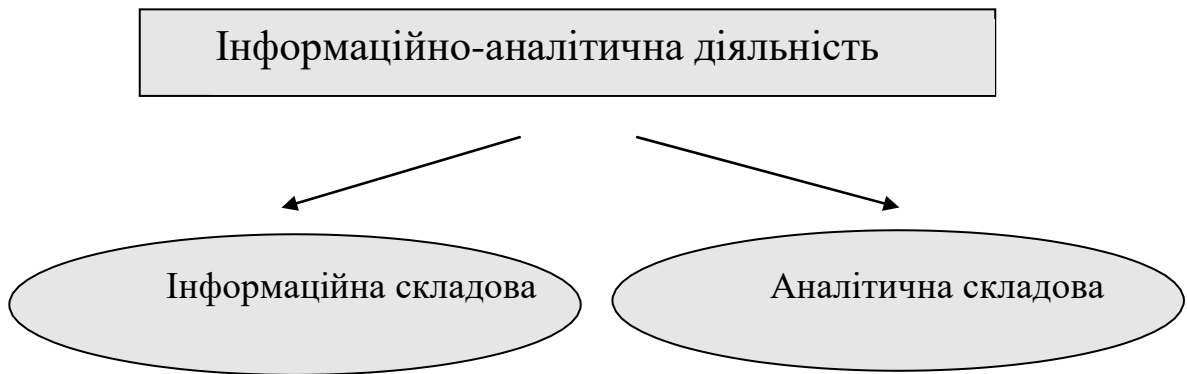 Інформаційно-аналітична діяльність
Інформаційна складова
Аналітична складова